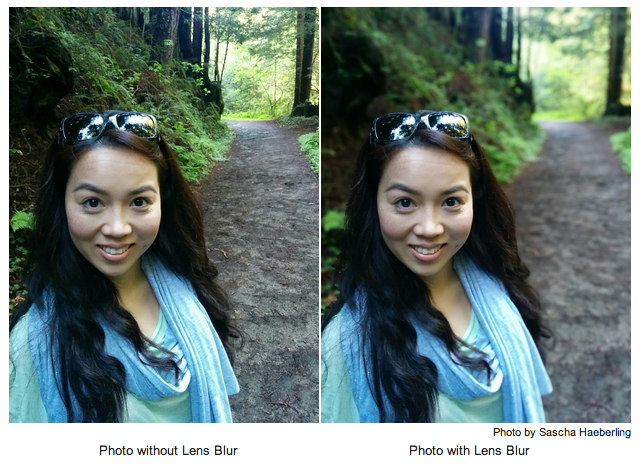 Photo by Sascha Haeberling
Photo without Lens Blur
Photo with Lens Blur